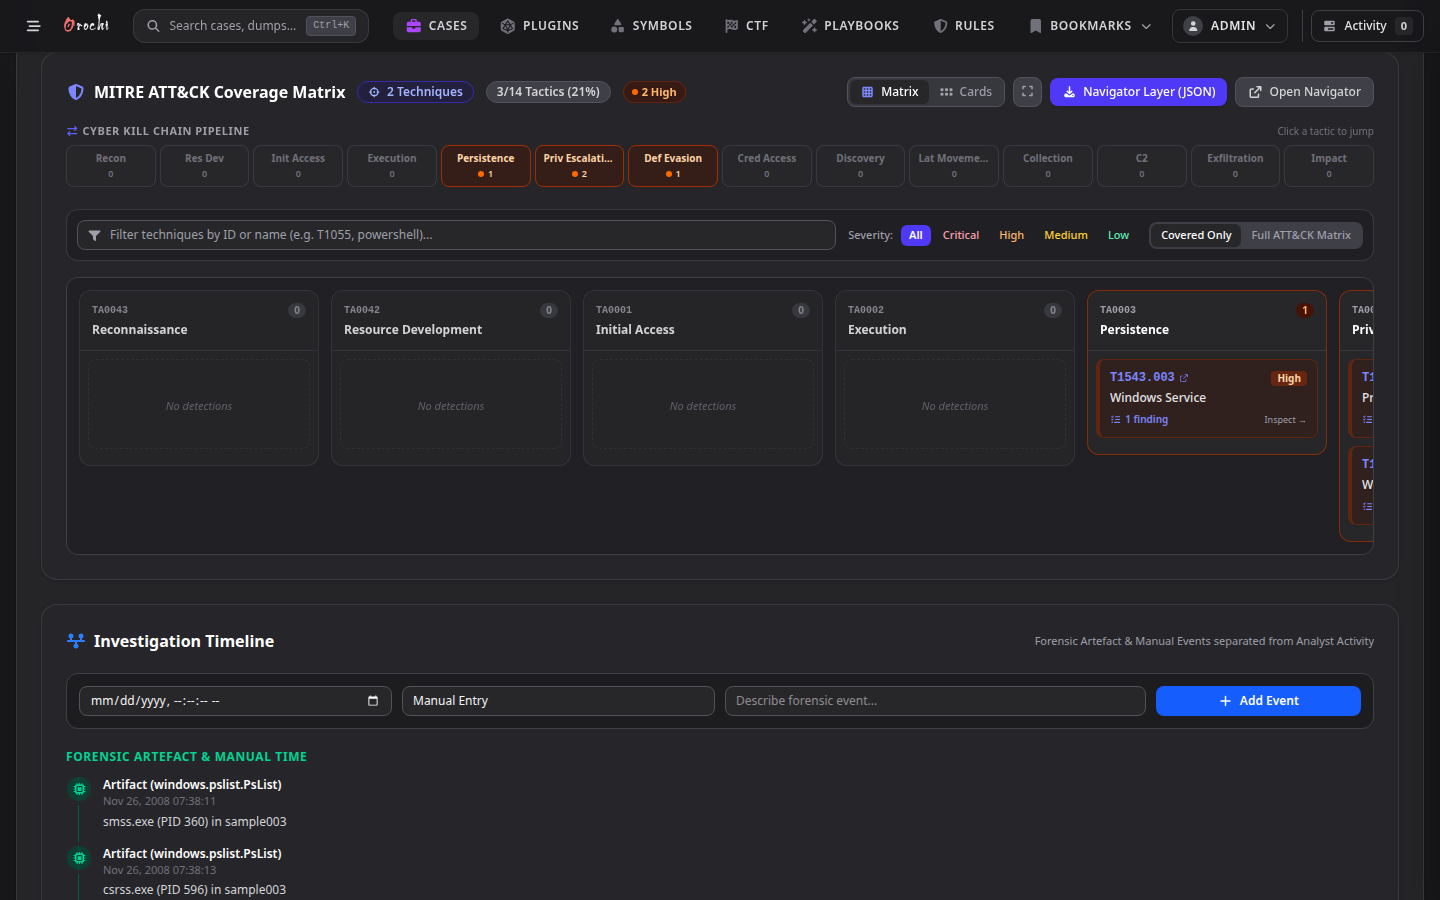 Orochi
Search cases, dumps... Ctrl+K
CASES
PLUGINS
SYMBOLS
CTF
PLAYBOOKS
RULES
BOOKMARKS
ADMIN
Activity 0
MITRE ATT&CK Coverage Matrix
2 Techniques
3/14 Tactics (21%)
2 High
Matrix
Cards
Navigator Layer (JSON)
Open Navigator
CYBER KILL CHAIN PIPELINE
Click a tactic to jump
Recon
0
Res Dev
0
Init Access
0
Execution
0
Persistence
1
Priv Escalati...
2
Def Evasion
1
Cred Access
0
Discovery
0
Lat Moveme...
0
Collection
0
C2
0
Exfiltration
0
Impact
0
Filter techniques by ID or name (e.g. T1055, powershell)...
Severity: All Critical High Medium Low
Covered Only
Full ATT&CK Matrix
TA0043 0
Reconnaissance
No detections
TA0042 0
Resource Development
No detections
TA0001 0
Initial Access
No detections
TA0002 0
Execution
No detections
TA0003 1
Persistence
T1543.003 High
Windows Service
1 finding Inspect →
Investigation Timeline
Forensic Artefact & Manual Events separated from Analyst Activity
mm/dd/yyyy, --:--:-- --
Manual Entry
Describe forensic event...
Add Event
FORENSIC ARTEFACT & MANUAL TIME
Artifact (windows.pslist.PsList)
Nov 26, 2008 07:38:11
smss.exe (PID 360) in sample003
Artifact (windows.pslist.PsList)
Nov 26, 2008 07:38:13
csrss.exe (PID 596) in sample003